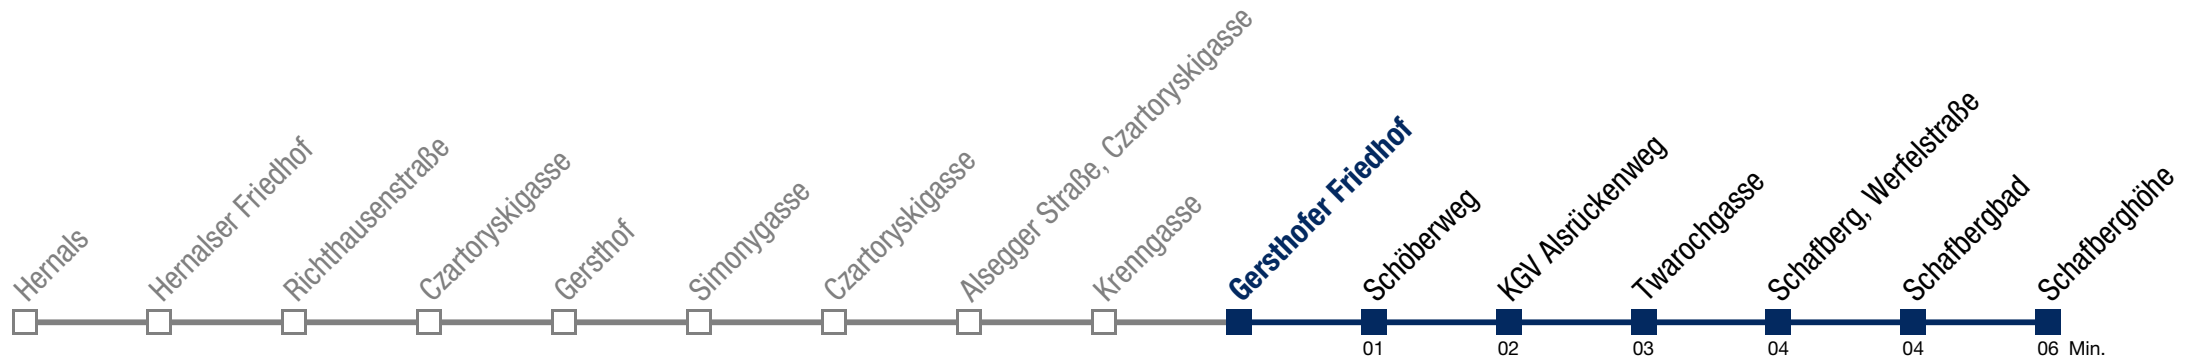 Hernals
Hernalser Friedhof
Richthausenstraße
Czartoryskigasse
Gersthof
Simonygasse
Czartoryskigasse
Alsegger Straße, Czartoryskigasse
Krenngasse
Gersthofer Friedhof
Schöberweg
KGV Alsrückenweg
Twarochgasse
Schafberg, Werfelstraße
Schafbergbad
Schafberghöhe
01 02 03 04 04 06 Min.